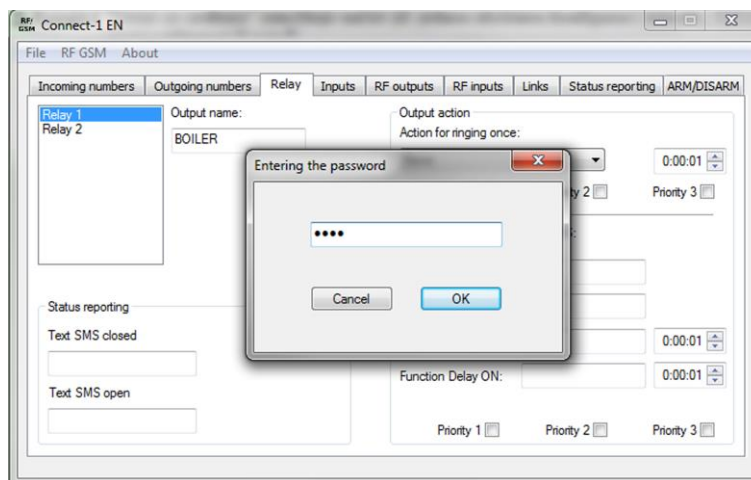 RF/
GSM
Connect-1 EN
File RF GSM About
Incoming numbers Outgoing numbers Relay Inputs RF outputs RF inputs Links Status reporting ARM/DISARM
Relay 1
Relay 2
Output name:
BOILER
Output action
Action for ringing once:
0:00:01
Priority 3
Entering the password
••••
Cancel OK
Status reporting
Text SMS closed
Text SMS open
0:00:01
Function Delay ON:
0:00:01
Priority 1 Priority 2 Priority 3